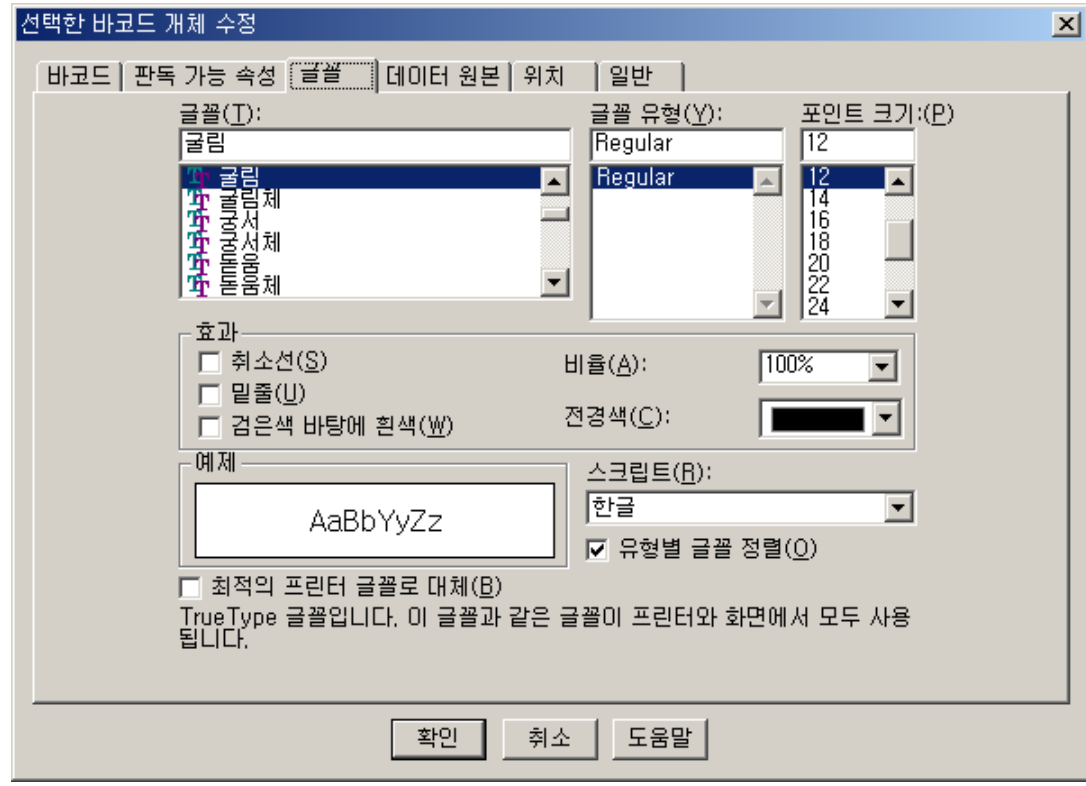 선택한 바코드 개체 수정
바코드 판독 가능 속성 글꼴 데이터 원본 위치 일반
글꼴(T): 글꼴 유형(Y): 포인트 크기:(P)
굴림 Regular 12
굴림 Regular 12
굴림체 14
궁서 16
궁서체 18
돋움 20
돋움체 22
24
효과
취소선(S) 비율(A): 100%
밑줄(U)
검은색 바탕에 흰색(W) 전경색(C):
예제 스크립트(R):
AaBbYyZz 한글
유형별 글꼴 정렬(O)
최적의 프린터 글꼴로 대체(B)
TrueType 글꼴입니다. 이 글꼴과 같은 글꼴이 프린터와 화면에서 모두 사용
됩니다.
확인 취소 도움말